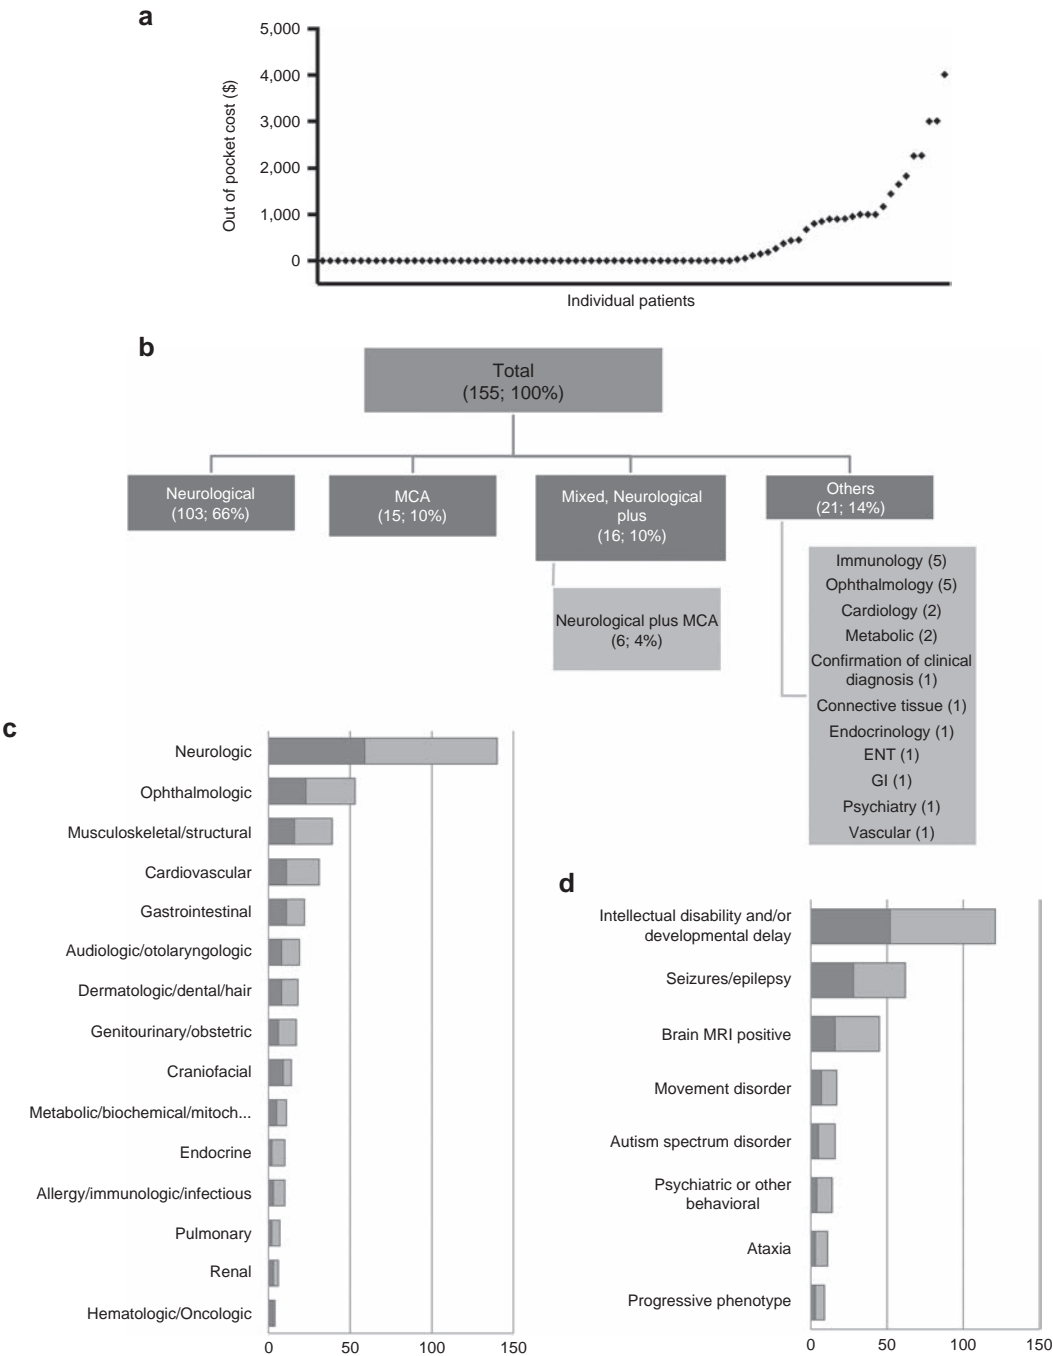 a
5,000
4,000
3,000
2,000
1,000
0
Out of pocket cost ($)
Individual patients
b
Total
(155; 100%)
Neurological
(103; 66%)
MCA
(15; 10%)
Mixed, Neurological
plus
(16; 10%)
Others
(21; 14%)
Neurological plus MCA
(6; 4%)
Immunology (5)
Ophthalmology (5)
Cardiology (2)
Metabolic (2)
Confirmation of clinical
diagnosis (1)
Connective tissue (1)
Endocrinology (1)
ENT (1)
GI (1)
Psychiatry (1)
Vascular (1)
c
Neurologic
Ophthalmologic
Musculoskeletal/structural
Cardiovascular
Gastrointestinal
Audiologic/otolaryngologic
Dermatologic/dental/hair
Genitourinary/obstetric
Craniofacial
Metabolic/biochemical/mitoch...
Endocrine
Allergy/immunologic/infectious
Pulmonary
Renal
Hematologic/Oncologic
0 50 100 150
d
Intellectual disability and/or
developmental delay
Seizures/epilepsy
Brain MRI positive
Movement disorder
Autism spectrum disorder
Psychiatric or other
behavioral
Ataxia
Progressive phenotype
0 50 100 150